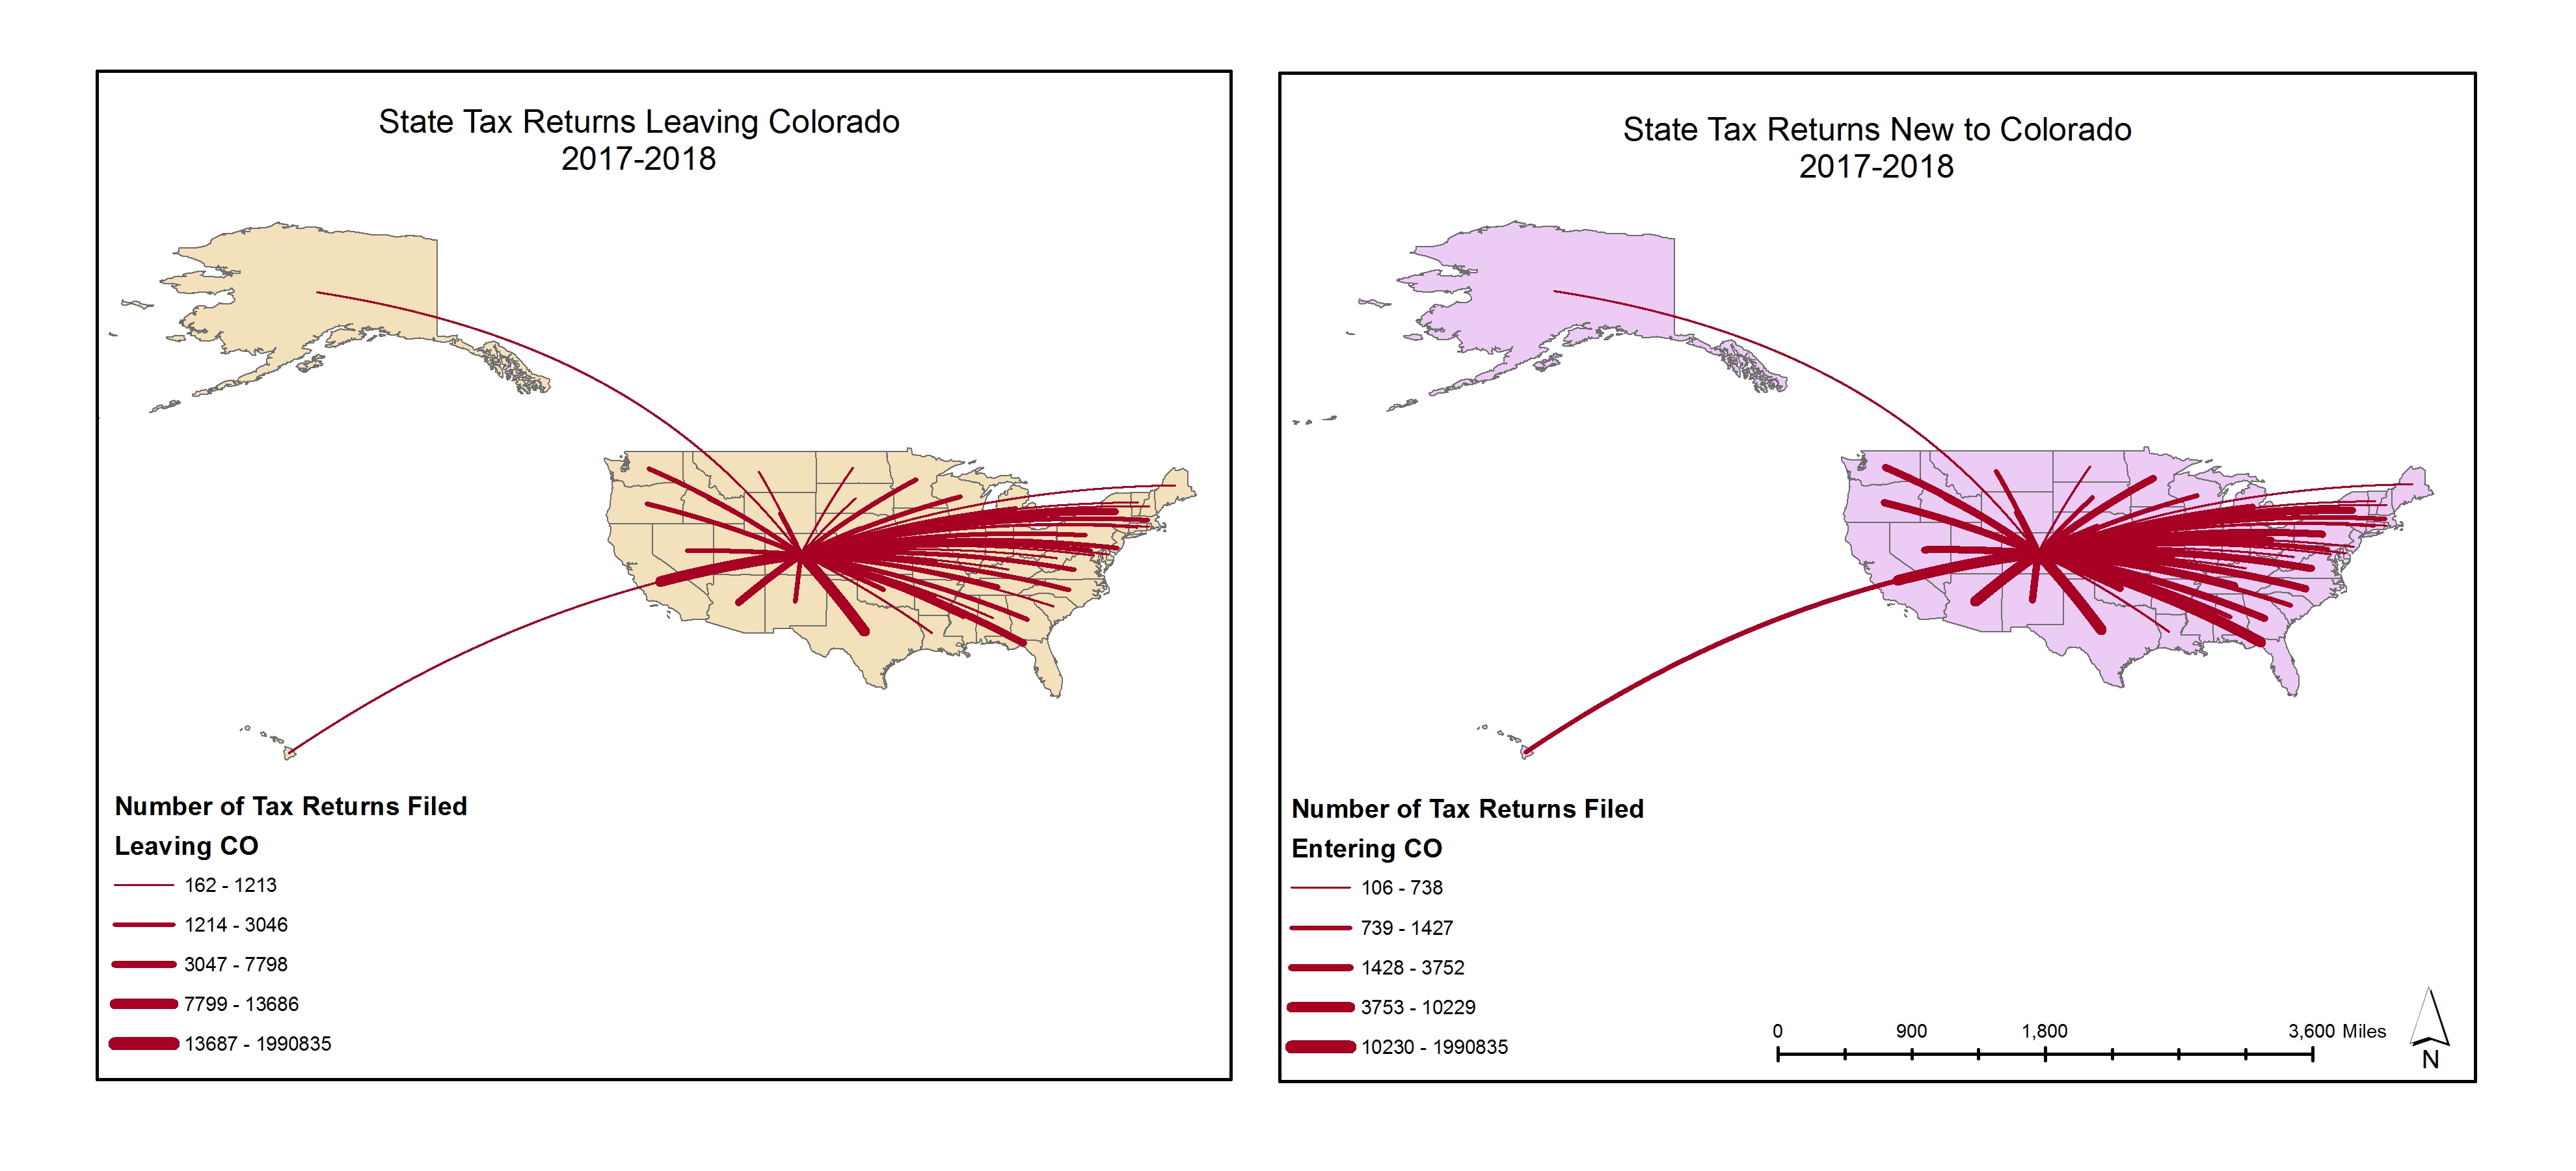 State Tax Returns Leaving Colorado
2017-2018
Number of Tax Returns Filed
Leaving CO
162 - 1213
1214 - 3046
3047 - 7798
7799 - 13686
13687 - 1990835
State Tax Returns New to Colorado
2017-2018
Number of Tax Returns Filed
Entering CO
106 - 738
739 - 1427
1428 - 3752
3753 - 10229
10230 - 1990835
0 900 1,800 3,600 Miles
N